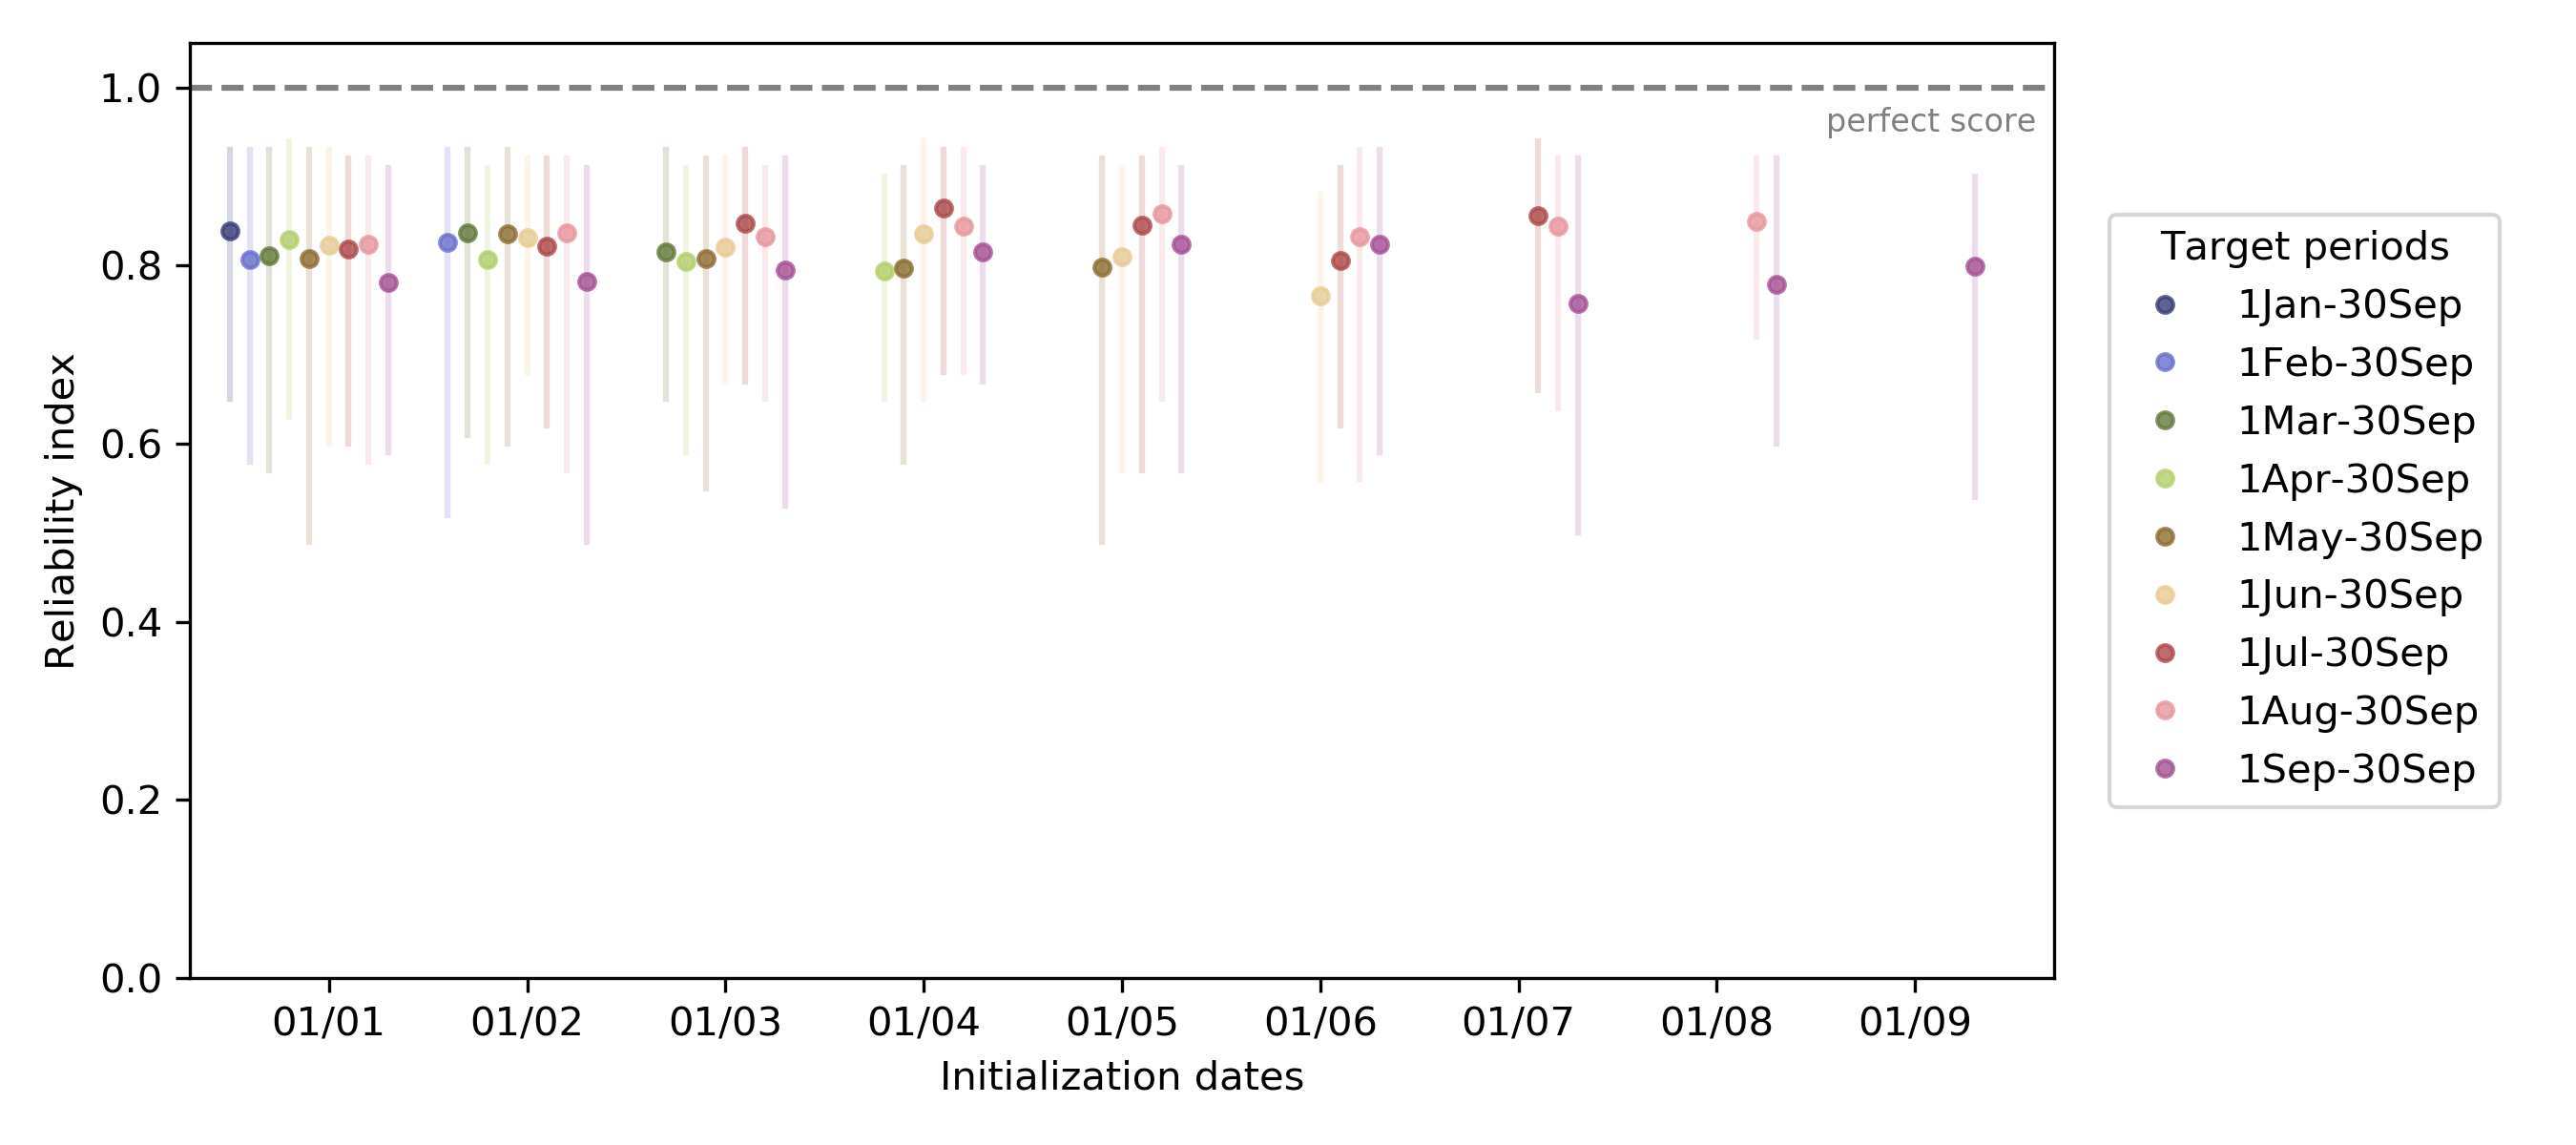 1.0
0.8
0.6
0.4
0.2
0.0
Reliability index
perfect score
01/01 01/02 01/03 01/04 01/05 01/06 01/07 01/08 01/09
Initialization dates
Target periods
1Jan-30Sep
1Feb-30Sep
1Mar-30Sep
1Apr-30Sep
1May-30Sep
1Jun-30Sep
1Jul-30Sep
1Aug-30Sep
1Sep-30Sep